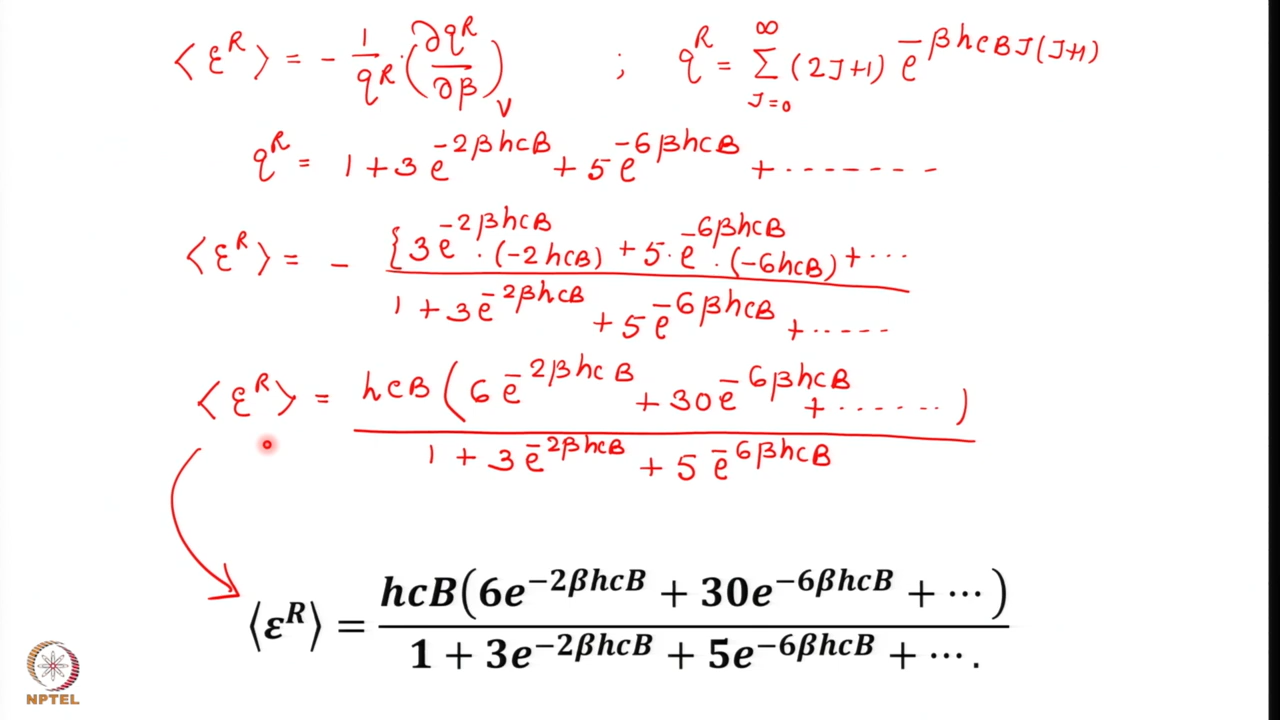 ⟨ε^R⟩ = - 1/q^R · (∂q^R/∂β)_V ; q^R = Σ_{J=0}^{∞} (2J+1) e^{-βhcBJ(J+1)}
q^R = 1 + 3 e^{-2βhcB} + 5 e^{-6βhcB} + -------
⟨ε^R⟩ = - [3 e^{-2βhcB} · (-2hcB) + 5 · e^{-6βhcB} · (-6hcB) + ··· / 1 + 3 e^{-2βhcB} + 5 e^{-6βhcB} + -----
⟨ε^R⟩ = hcB (6 e^{-2βhcB} + 30 e^{-6βhcB} + ······) / 1 + 3 e^{-2βhcB} + 5 e^{-6βhcB}
⟨ε^R⟩ = hcB(6e^{-2βhcB} + 30e^{-6βhcB} + ⋯) / 1 + 3e^{-2βhcB} + 5e^{-6βhcB} + ⋯.
NPTEL